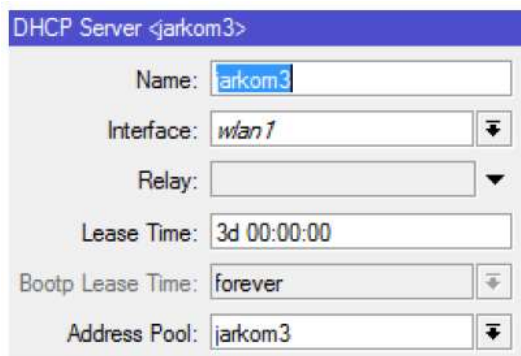 DHCP Server <jarkom3>
Name: jarkom3
Interface: wlan1
Relay:
Lease Time: 3d 00:00:00
Bootp Lease Time: forever
Address Pool: jarkom3